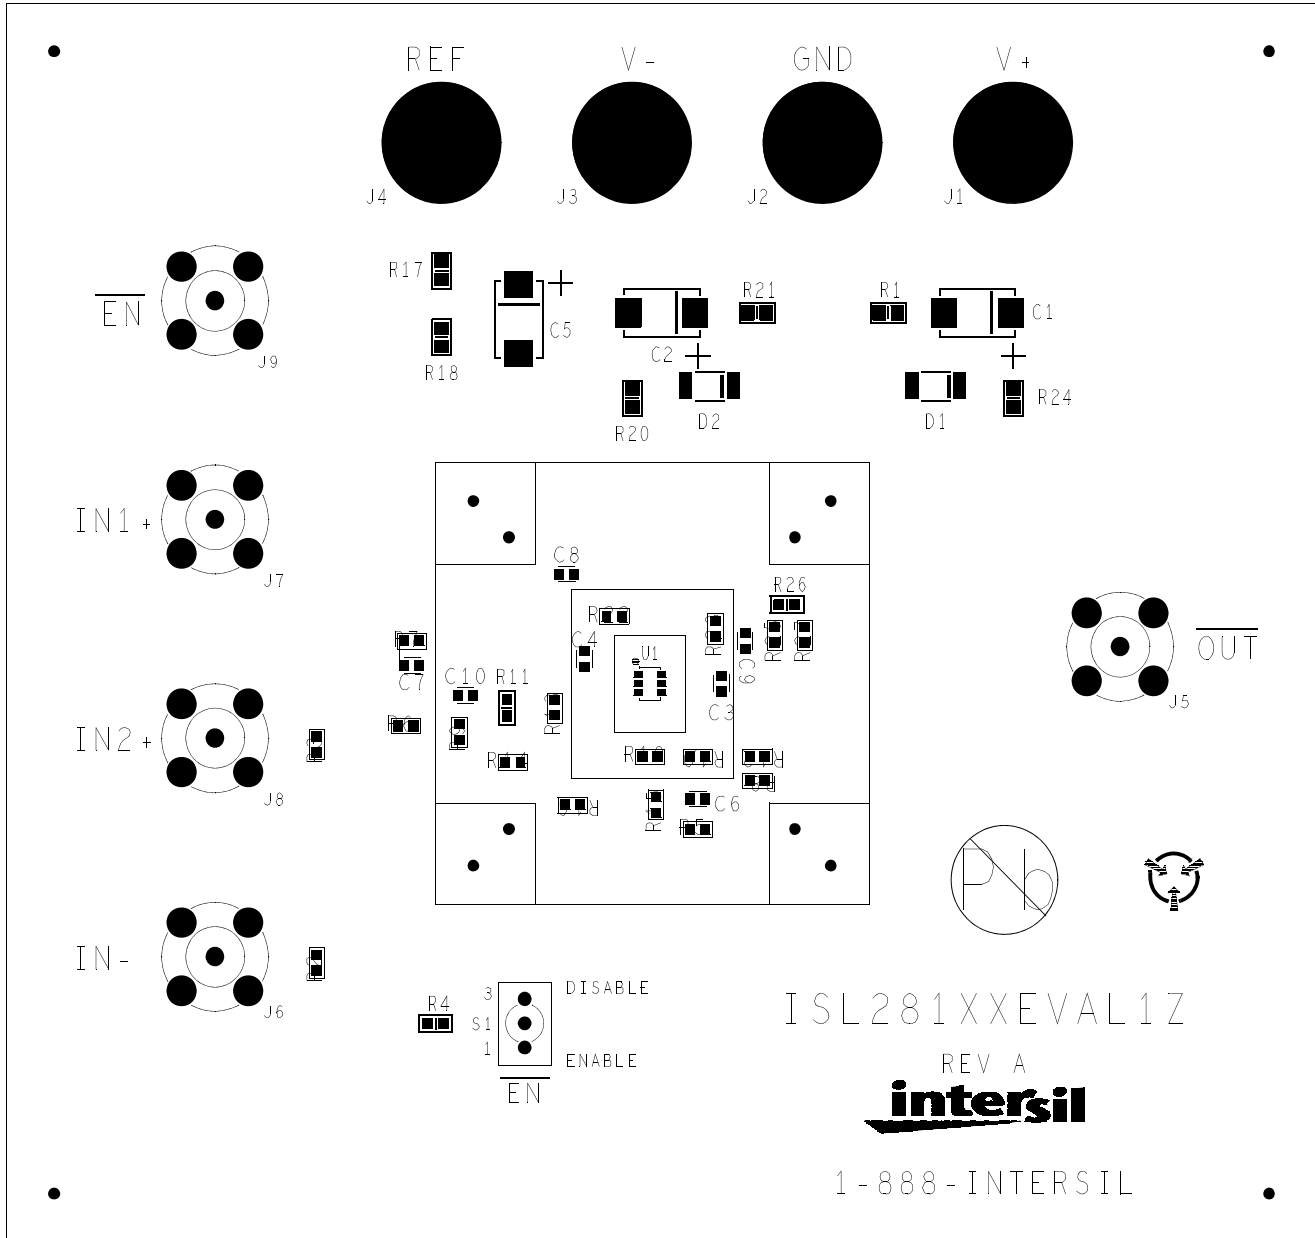 REF
V-
GND
V+
J4
J3
J2
J1
R17
R21
R1
EN
C5
C1
J9
R18
C2
R24
R20
D2
D1
IN1+
J7
C8
R26
C4
U1
OUT
C7
C10
R11
C9
C3
J5
IN2+
J8
C6
Pb
IN-
J6
R4
3
DISABLE
S1
1
ENABLE
EN
ISL281XXEVAL1Z
REV A
intersil
1-888-INTERSIL